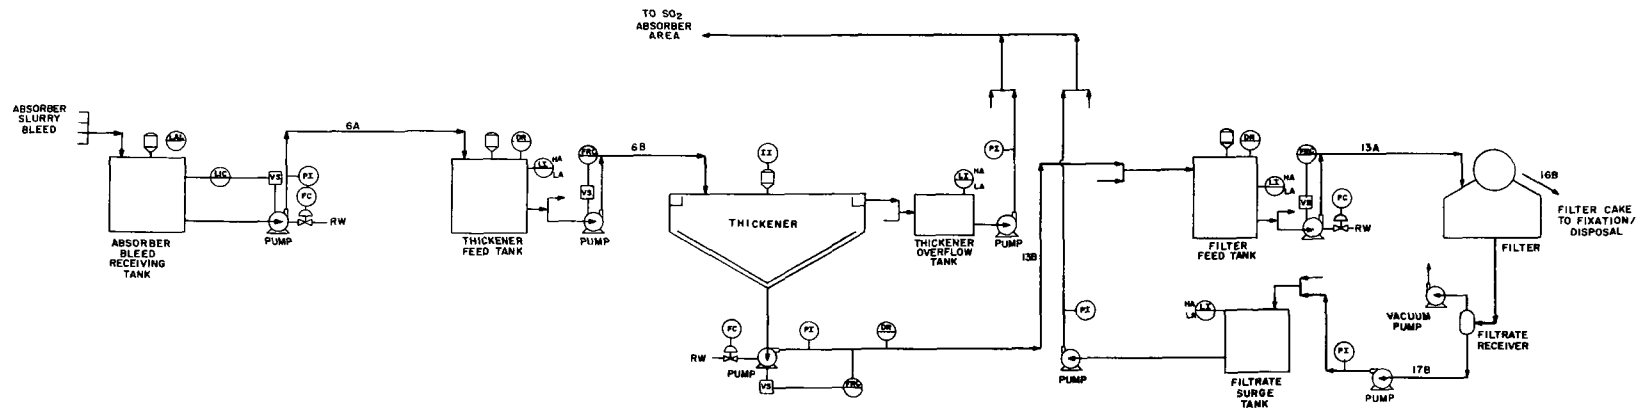 TO SO2
ABSORBER
AREA
ABSORBER
SLURRY
BLEED
LAL
LIC
VS
PI
FC
RW
PUMP
ABSORBER
BLEED
RECEIVING
TANK
6A
DR
LI
HA
LA
THICKENER
FEED TANK
FRC
VS
PUMP
6B
II
THICKENER
LI
HA
LA
THICKENER
OVERFLOW
TANK
PI
PUMP
13B
FC
RW
PUMP
VS
PI
FRC
DR
DR
LI
HA
LA
FILTER
FEED TANK
FRC
VS
FC
RW
PUMP
13A
16B
FILTER CAKE
TO FIXATION/
DISPOSAL
FILTER
VACUUM
PUMP
FILTRATE
RECEIVER
17B
PUMP
PI
HA
LA
LI
FILTRATE
SURGE
TANK
PI
PUMP